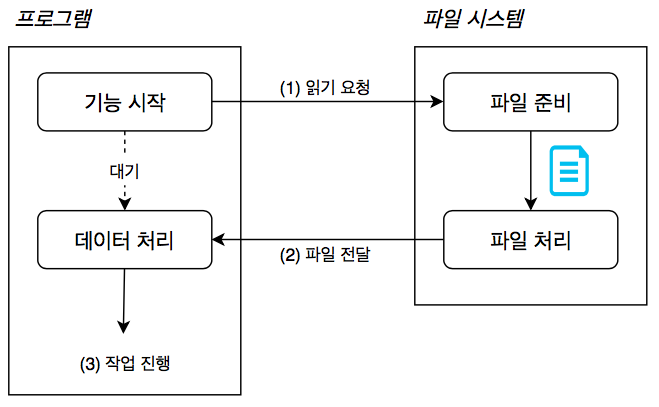 프로그램
파일 시스템
기능 시작
(1) 읽기 요청
파일 준비
대기
데이터 처리
(2) 파일 전달
파일 처리
(3) 작업 진행